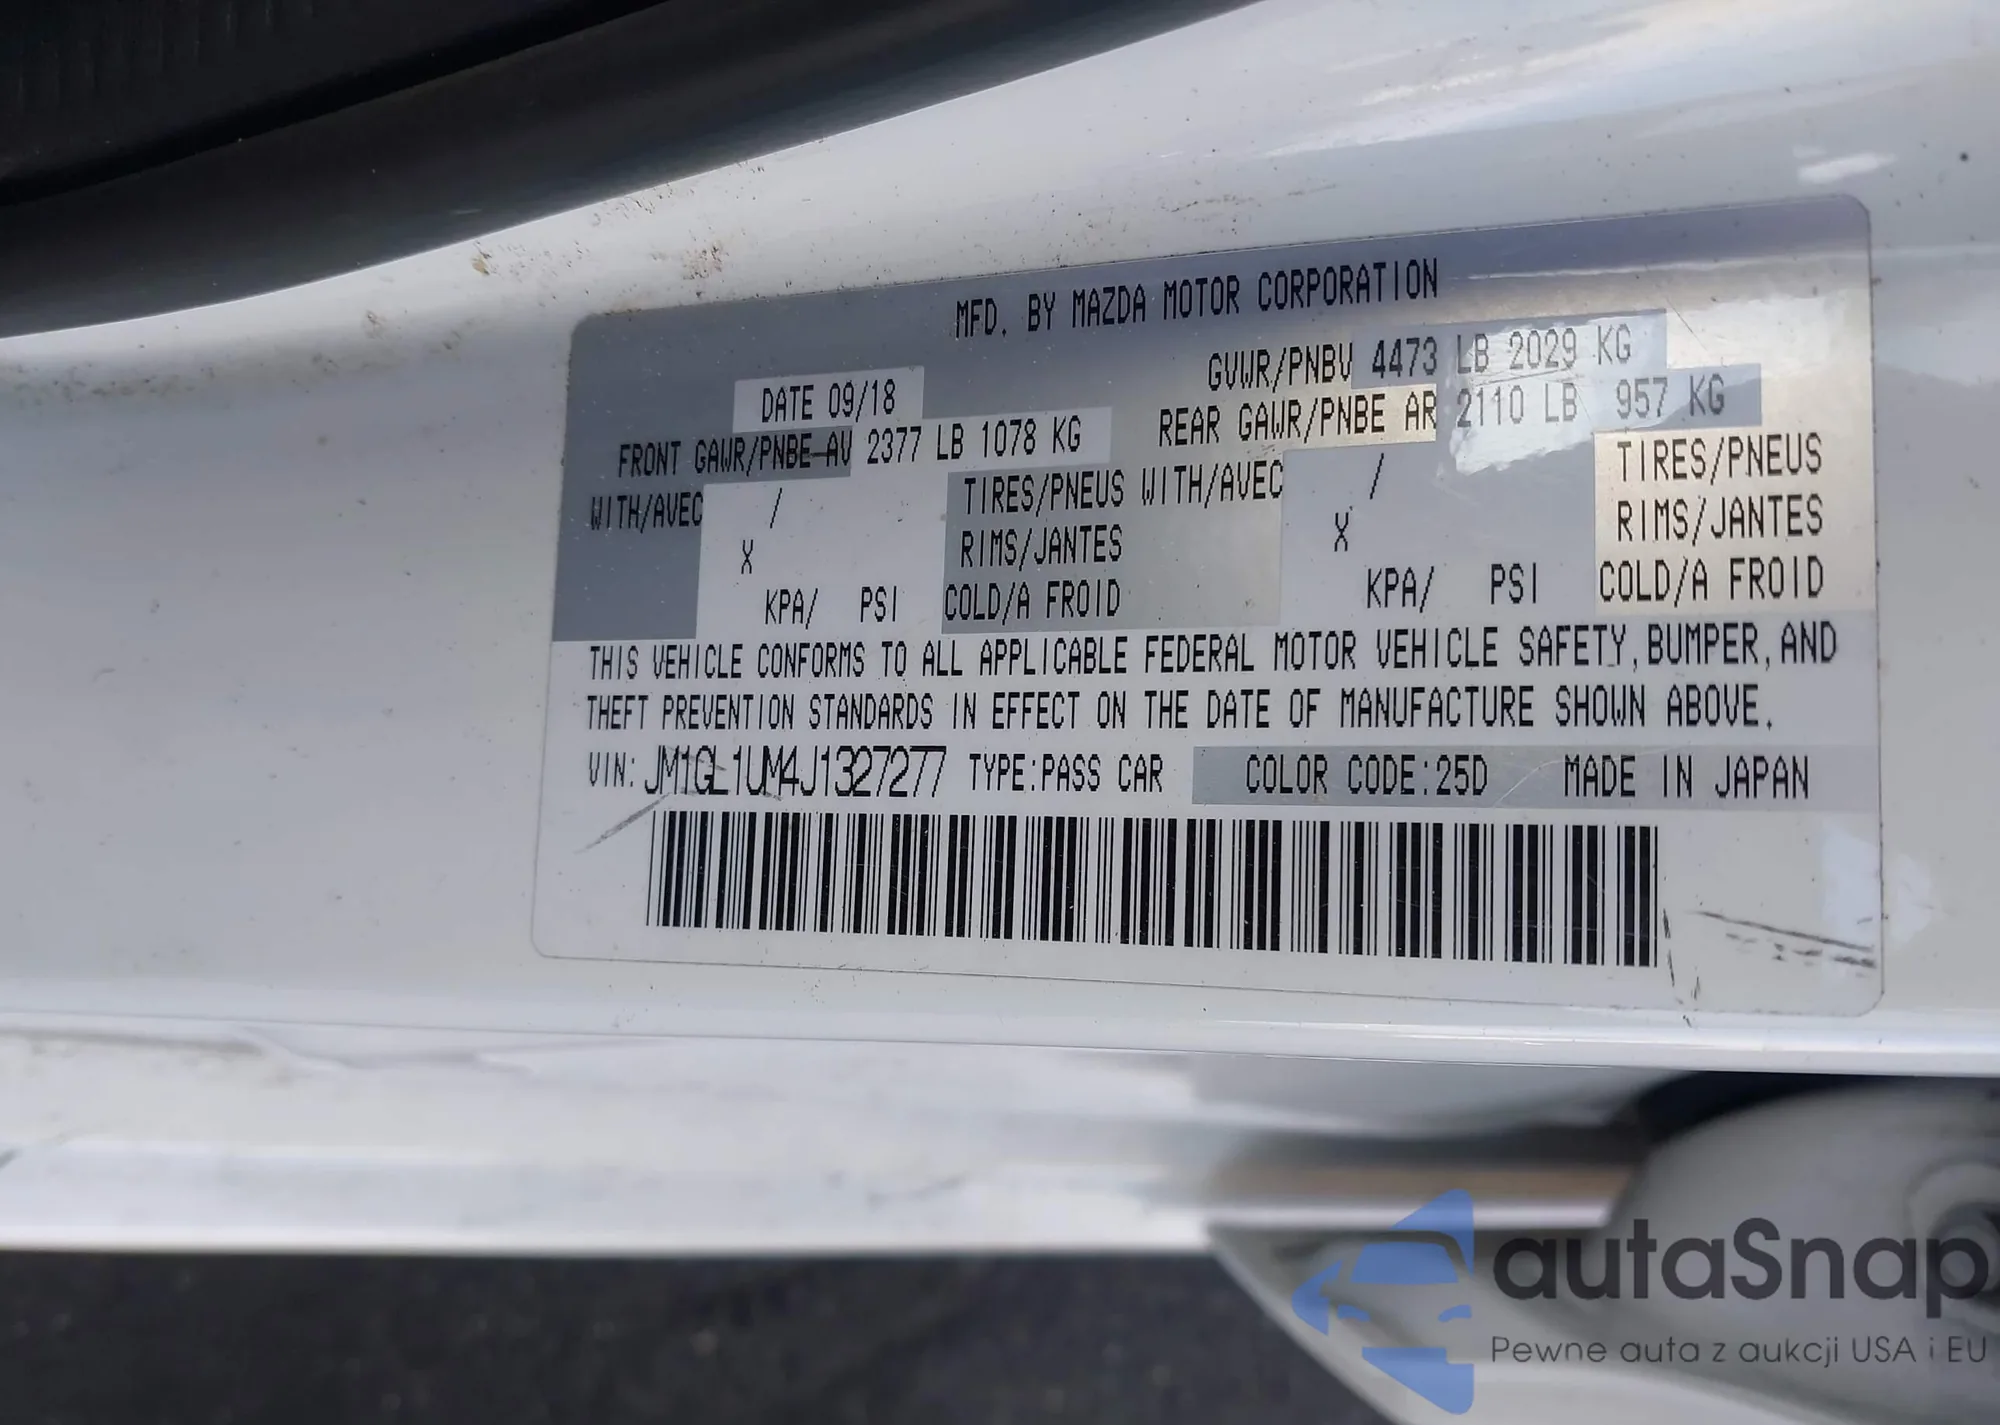 MFD. BY MAZDA MOTOR CORPORATION
DATE 09/18 GVWR/PNBV 4473 LB 2029 KG
FRONT GAWR/PNBE AV 2377 LB 1078 KG REAR GAWR/PNBE AR 2110 LB 957 KG
WITH/AVEC / TIRES/PNEUS WITH/AVEC / TIRES/PNEUS
X RIMS/JANTES X RIMS/JANTES
KPA/ PSI COLD/A FROID KPA/ PSI COLD/A FROID
THIS VEHICLE CONFORMS TO ALL APPLICABLE FEDERAL MOTOR VEHICLE SAFETY, BUMPER, AND
THEFT PREVENTION STANDARDS IN EFFECT ON THE DATE OF MANUFACTURE SHOWN ABOVE.
VIN: JM1GL1UM4J1327277 TYPE:PASS CAR COLOR CODE:25D MADE IN JAPAN
autaSnap
Pewne auta z aukcji USA i EU